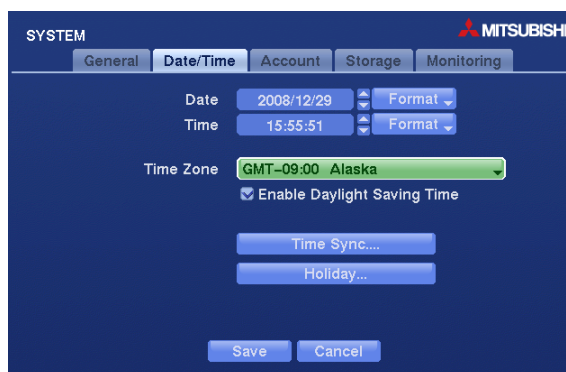 SYSTEM
MITSUBISHI
General Date/Time Account Storage Monitoring
Date 2008/12/29 Format
Time 15:55:51 Format
Time Zone GMT-09:00 Alaska
Enable Daylight Saving Time
Time Sync....
Holiday...
Save Cancel